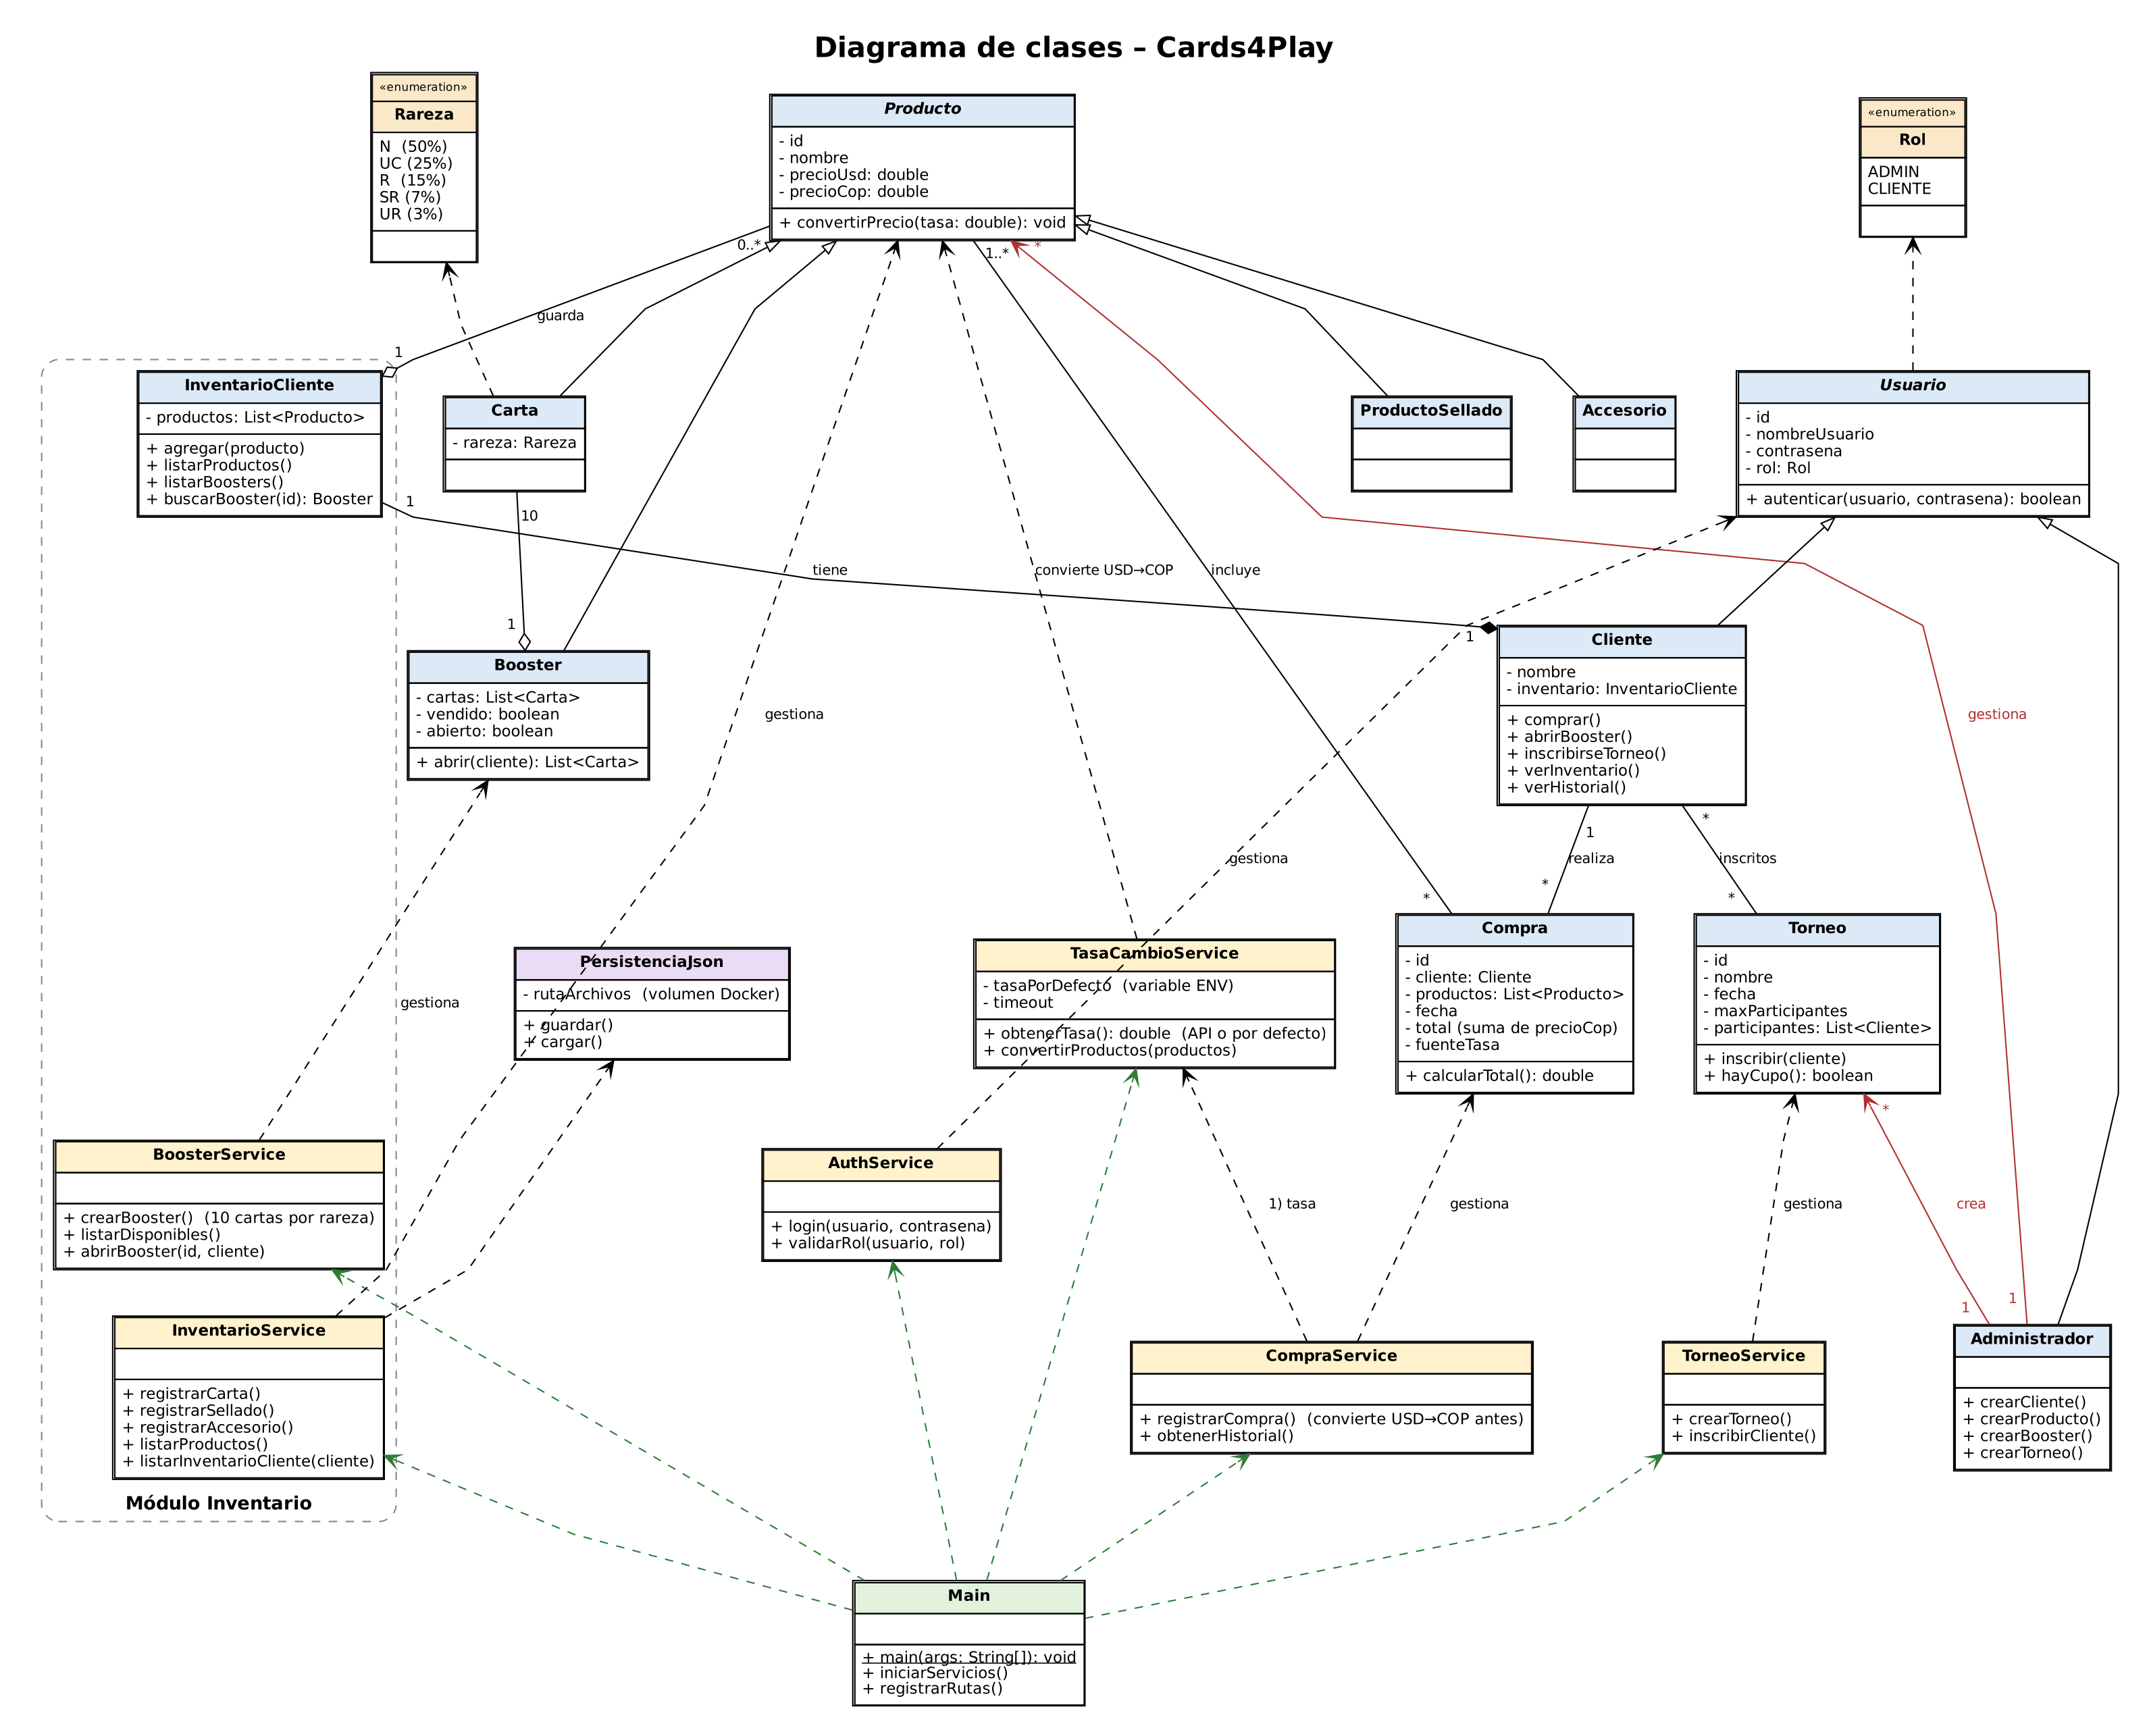 Diagrama de clases – Cards4Play
«enumeration»
Rareza
N  (50%)
UC (25%)
R  (15%)
SR (7%)
UR (3%)
Producto
- id
- nombre
- precioUsd: double
- precioCop: double
+ convertirPrecio(tasa: double): void
«enumeration»
Rol
ADMIN
CLIENTE
0..*
1..*
*
guarda
1
InventarioCliente
- productos: List<Producto>
+ agregar(producto)
+ listarProductos()
+ listarBoosters()
+ buscarBooster(id): Booster
Carta
- rareza: Rareza
ProductoSellado
Accesorio
Usuario
- id
- nombreUsuario
- contrasena
- rol: Rol
+ autenticar(usuario, contrasena): boolean
1
10
tiene
convierte USD→COP
incluye
1
1
Booster
- cartas: List<Carta>
- vendido: boolean
- abierto: boolean
+ abrir(cliente): List<Carta>
Cliente
- nombre
- inventario: InventarioCliente
+ comprar()
+ abrirBooster()
+ inscribirseTorneo()
+ verInventario()
+ verHistorial()
gestiona
gestiona
1
*
gestiona
realiza
inscritos
*
*
*
gestiona
PersistenciaJson
- rutaArchivos  (volumen Docker)
+ guardar()
+ cargar()
TasaCambioService
- tasaPorDefecto  (variable ENV)
- timeout
+ obtenerTasa(): double  (API o por defecto)
+ convertirProductos(productos)
Compra
- id
- cliente: Cliente
- productos: List<Producto>
- fecha
- total (suma de precioCop)
- fuenteTasa
+ calcularTotal(): double
Torneo
- id
- nombre
- fecha
- maxParticipantes
- participantes: List<Cliente>
+ inscribir(cliente)
+ hayCupo(): boolean
*
BoosterService
+ crearBooster()  (10 cartas por rareza)
+ listarDisponibles()
+ abrirBooster(id, cliente)
AuthService
+ login(usuario, contrasena)
+ validarRol(usuario, rol)
1) tasa
gestiona
gestiona
crea
1
1
InventarioService
+ registrarCarta()
+ registrarSellado()
+ registrarAccesorio()
+ listarProductos()
+ listarInventarioCliente(cliente)
Módulo Inventario
CompraService
+ registrarCompra()  (convierte USD→COP antes)
+ obtenerHistorial()
TorneoService
+ crearTorneo()
+ inscribirCliente()
Administrador
+ crearCliente()
+ crearProducto()
+ crearBooster()
+ crearTorneo()
Main
+ main(args: String[]): void
+ iniciarServicios()
+ registrarRutas()